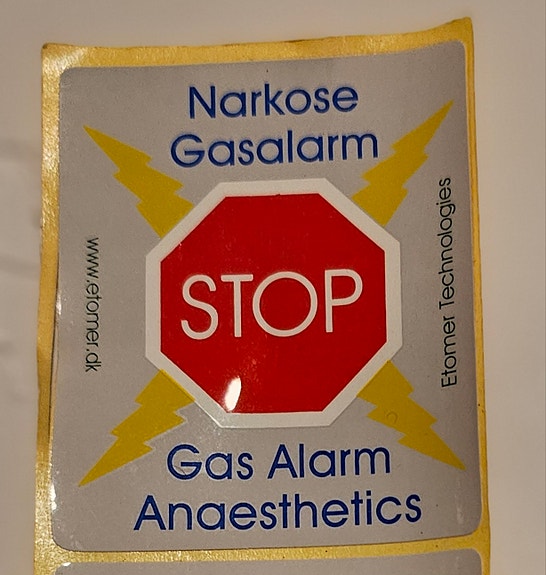 Narkose
Gasalarm
www.etomer.dk
STOP
Etomer Technologies
Gas Alarm
Anaesthetics